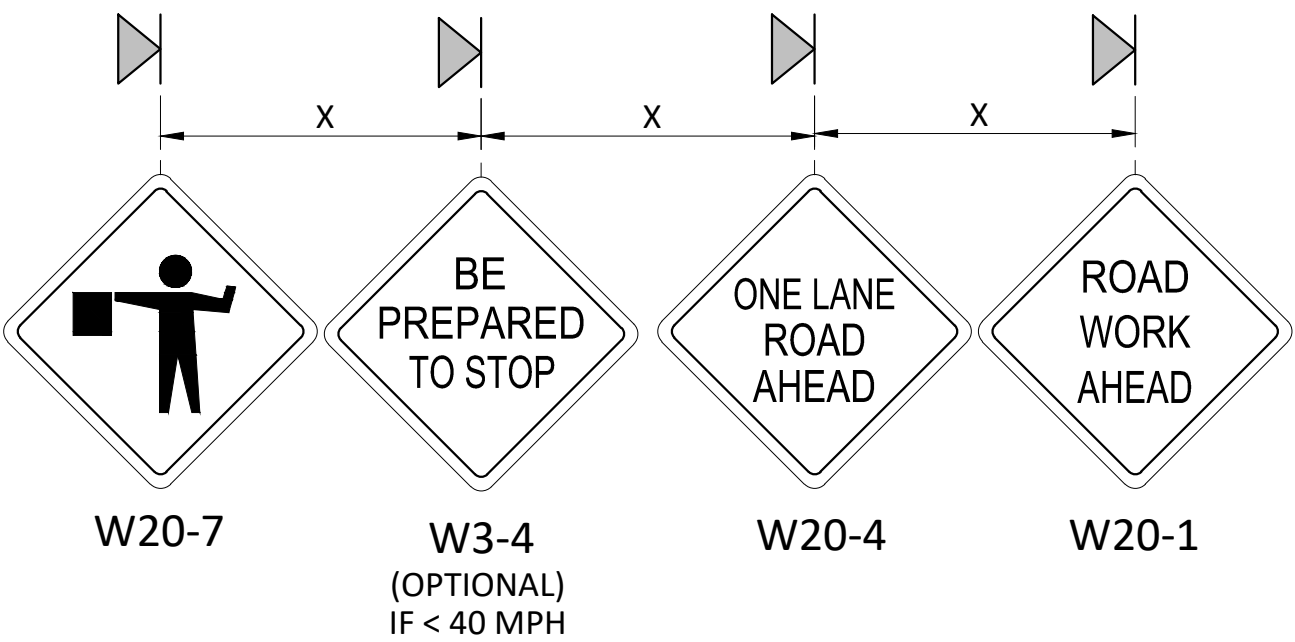 X
X
X
BE
PREPARED
TO STOP
ONE LANE
ROAD
AHEAD
ROAD
WORK
AHEAD
W20-7
W3-4
(OPTIONAL)
IF < 40 MPH
W20-4
W20-1